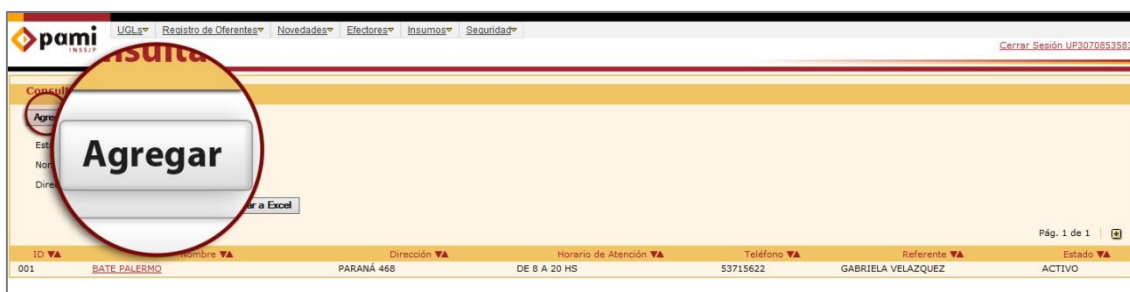 pami
INSSJP
UGLs Registro de Oferentes Novedades Efectores Insumos Seguridad
Cerrar Sesión UP3070853583
Agregar
a Excel
Pág. 1 de 1
ID Nombre Dirección Horario de Atención Teléfono Referente Estado
001 BATE PALERMO PARANÁ 468 DE 8 A 20 HS 53715622 GABRIELA VELAZQUEZ ACTIVO